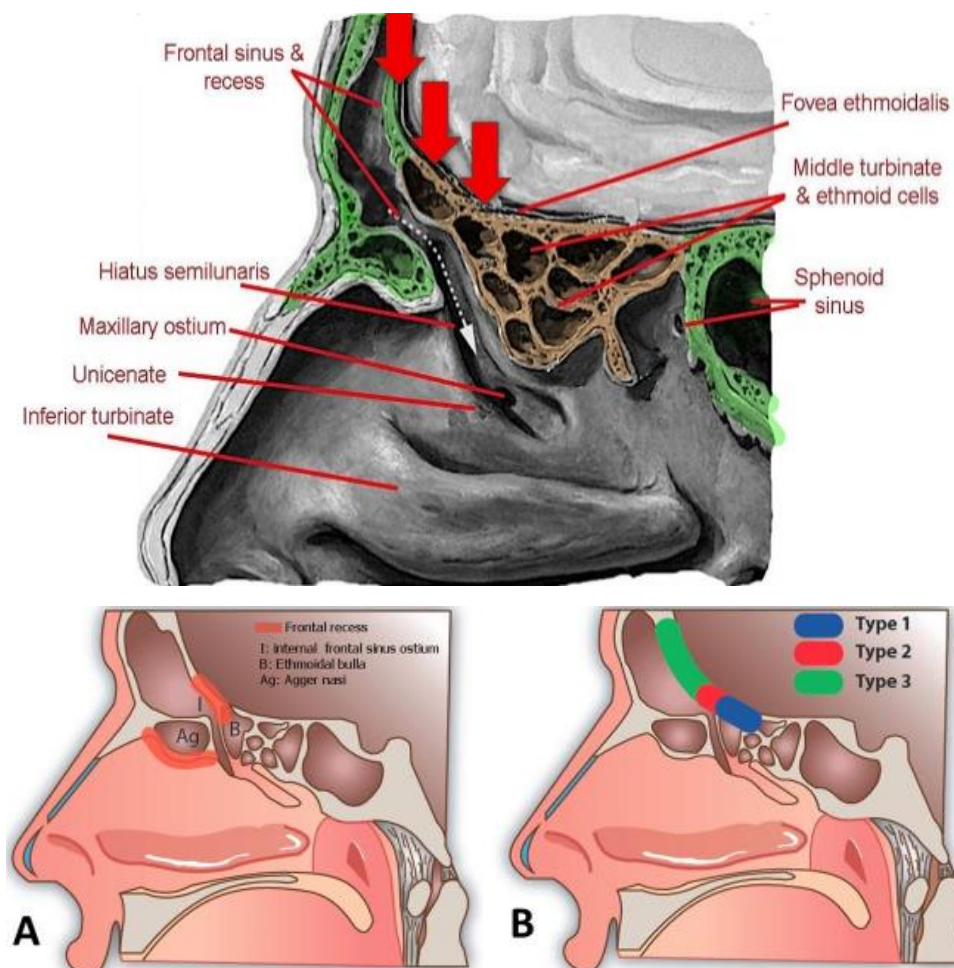 Frontal sinus &
recess
Fovea ethmoidalis
Middle turbinate
& ethmoid cells
Hiatus semilunaris
Sphenoid
sinus
Maxillary ostium
Unicenate
Inferior turbinate
Frontal recess
I: internal frontal sinus ostium
B: Ethmoidal bulla
Ag: Agger nasi
I
B
Ag
A
Type 1
Type 2
Type 3
B